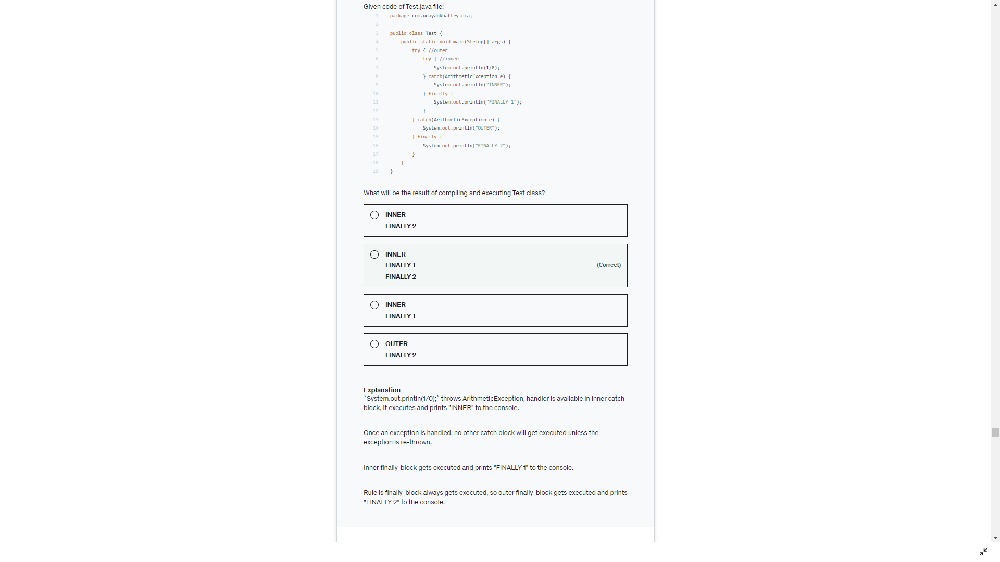 Given code of Test.java file:
1 package com.udayankhattry.oca;
2
3 public class Test {
4 public static void main(String[] args) {
5 try { //outer
6 try { //inner
7 System.out.println(1/0);
8 } catch(ArithmeticException e) {
9 System.out.println("INNER");
10 } finally {
11 System.out.println("FINALLY 1");
12 }
13 } catch(ArithmeticException e) {
14 System.out.println("OUTER");
15 } finally {
16 System.out.println("FINALLY 2");
17 }
18 }
19 }
What will be the result of compiling and executing Test class?
INNER
FINALLY 2
INNER
FINALLY 1 (Correct)
FINALLY 2
INNER
FINALLY 1
OUTER
FINALLY 2
Explanation
`System.out.println(1/0);` throws ArithmeticException, handler is available in inner catch-
block, it executes and prints "INNER" to the console.
Once an exception is handled, no other catch block will get executed unless the
exception is re-thrown.
Inner finally-block gets executed and prints "FINALLY 1" to the console.
Rule is finally-block always gets executed, so outer finally-block gets executed and prints
"FINALLY 2" to the console.